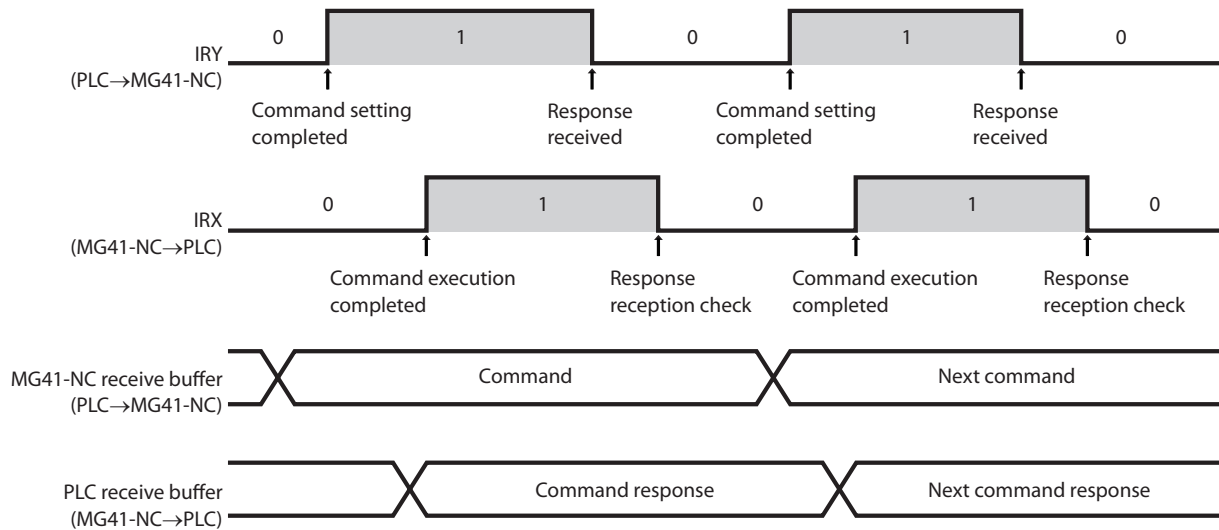 0 1 0 1 0
IRY
(PLC→MG41-NC)
Command setting
completed
Response
received
Command setting
completed
Response
received
0 1 0 1 0
IRX
(MG41-NC→PLC)
Command execution
completed
Response
reception check
Command execution
completed
Response
reception check
MG41-NC receive buffer
(PLC→MG41-NC)
Command
Next command
PLC receive buffer
(MG41-NC→PLC)
Command response
Next command response